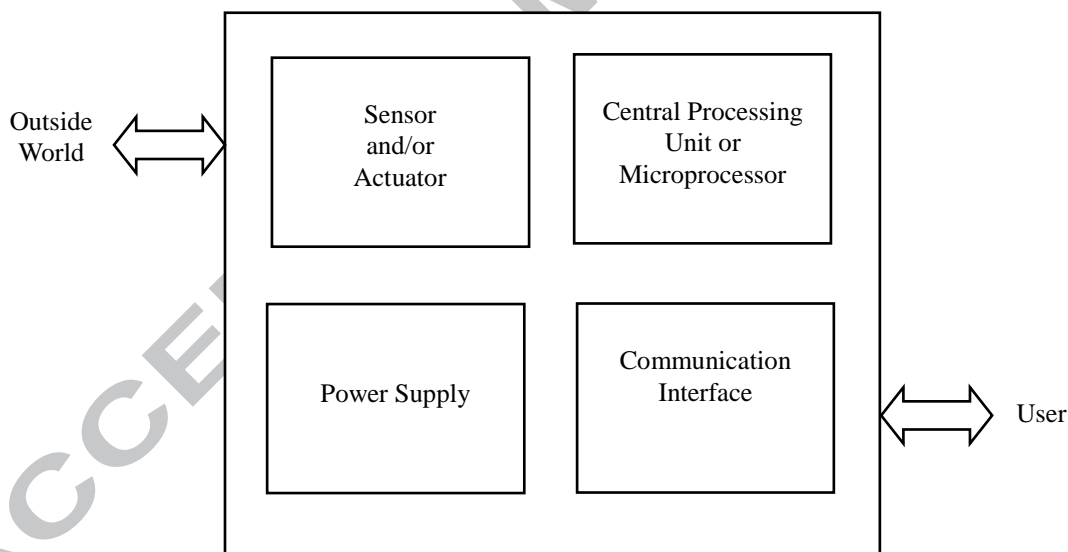 Outside
World
Sensor
and/or
Actuator
Central Processing
Unit or
Microprocessor
Power Supply
Communication
Interface
User